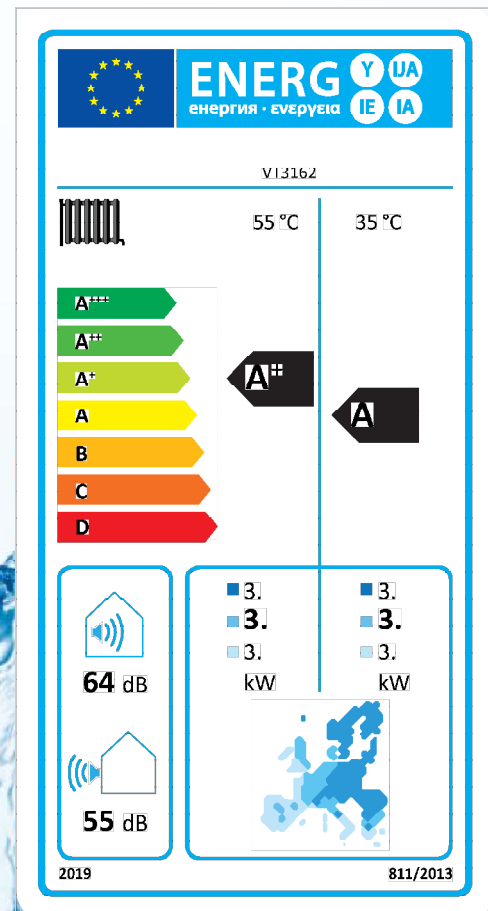 ENERG Y IJA IE IA
енергия · ενεργεια
VT3162
55 °C 35 °C
A+++
A++
A+
A
B
C
D
A+
A
64 dB
55 dB
3. 3.
3. 3.
3. 3.
kW kW
2019 811/2013